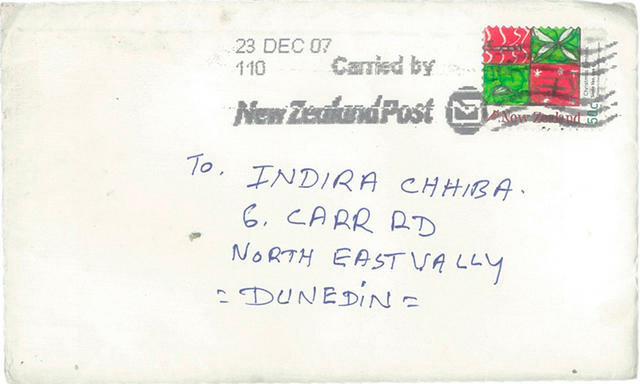 23 DEC 07
110 Carried by
New Zealand Post
New Zealand
50c
To. INDIRA CHHIBA.
6. CARR RD
NORTH EAST VALLY
= DUNEDIN =